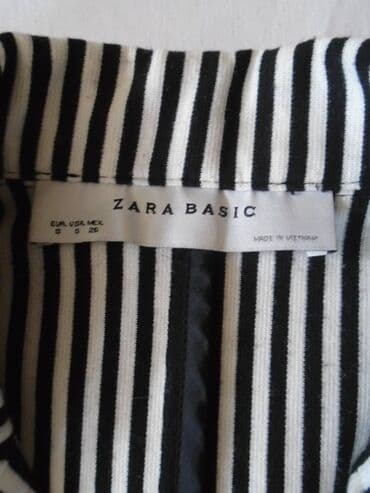 ZARA BASIC
EUR USA MEX
S S 26
MADE IN VIETNAM